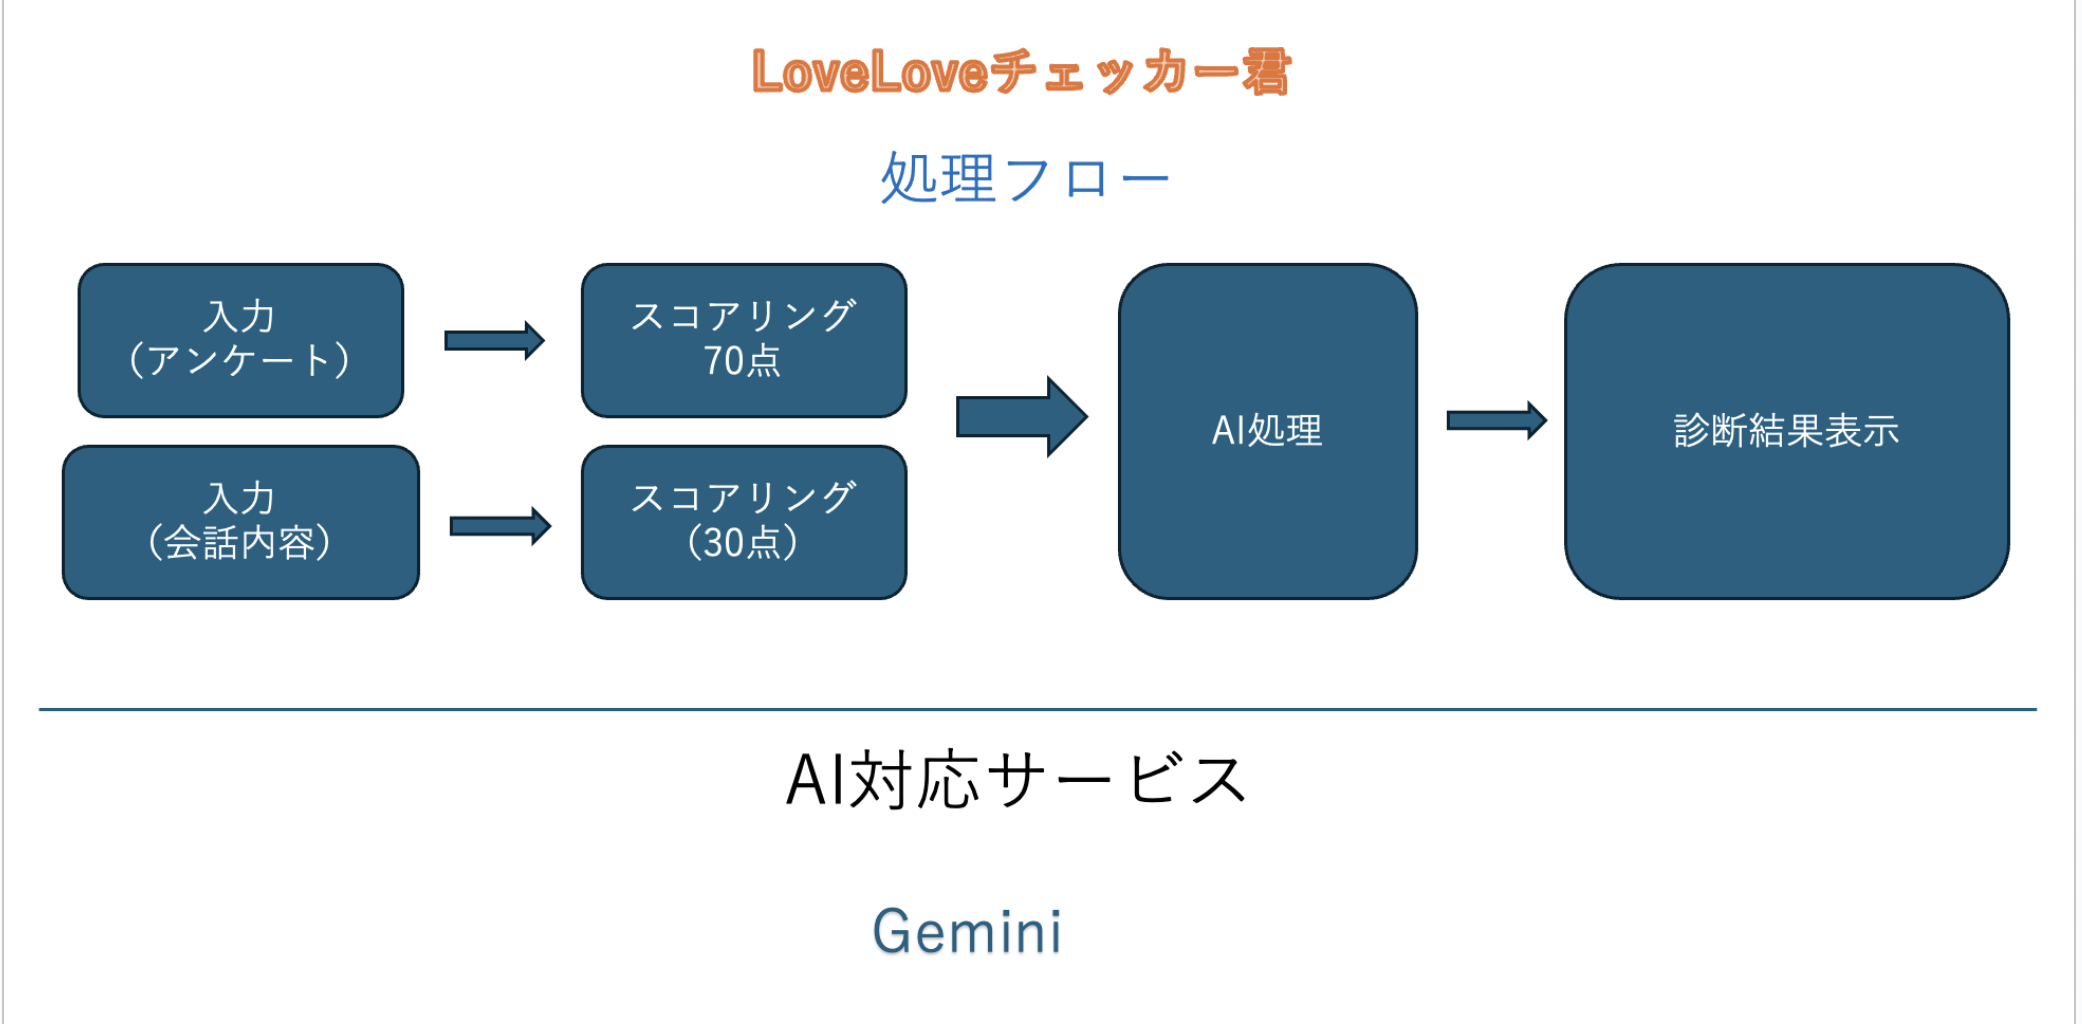 LoveLoveチェッカー君
処理フロー
入力
（アンケート）
スコアリング
70点
入力
（会話内容）
スコアリング
（30点）
AI処理
診断結果表示
AI対応サービス
Gemini